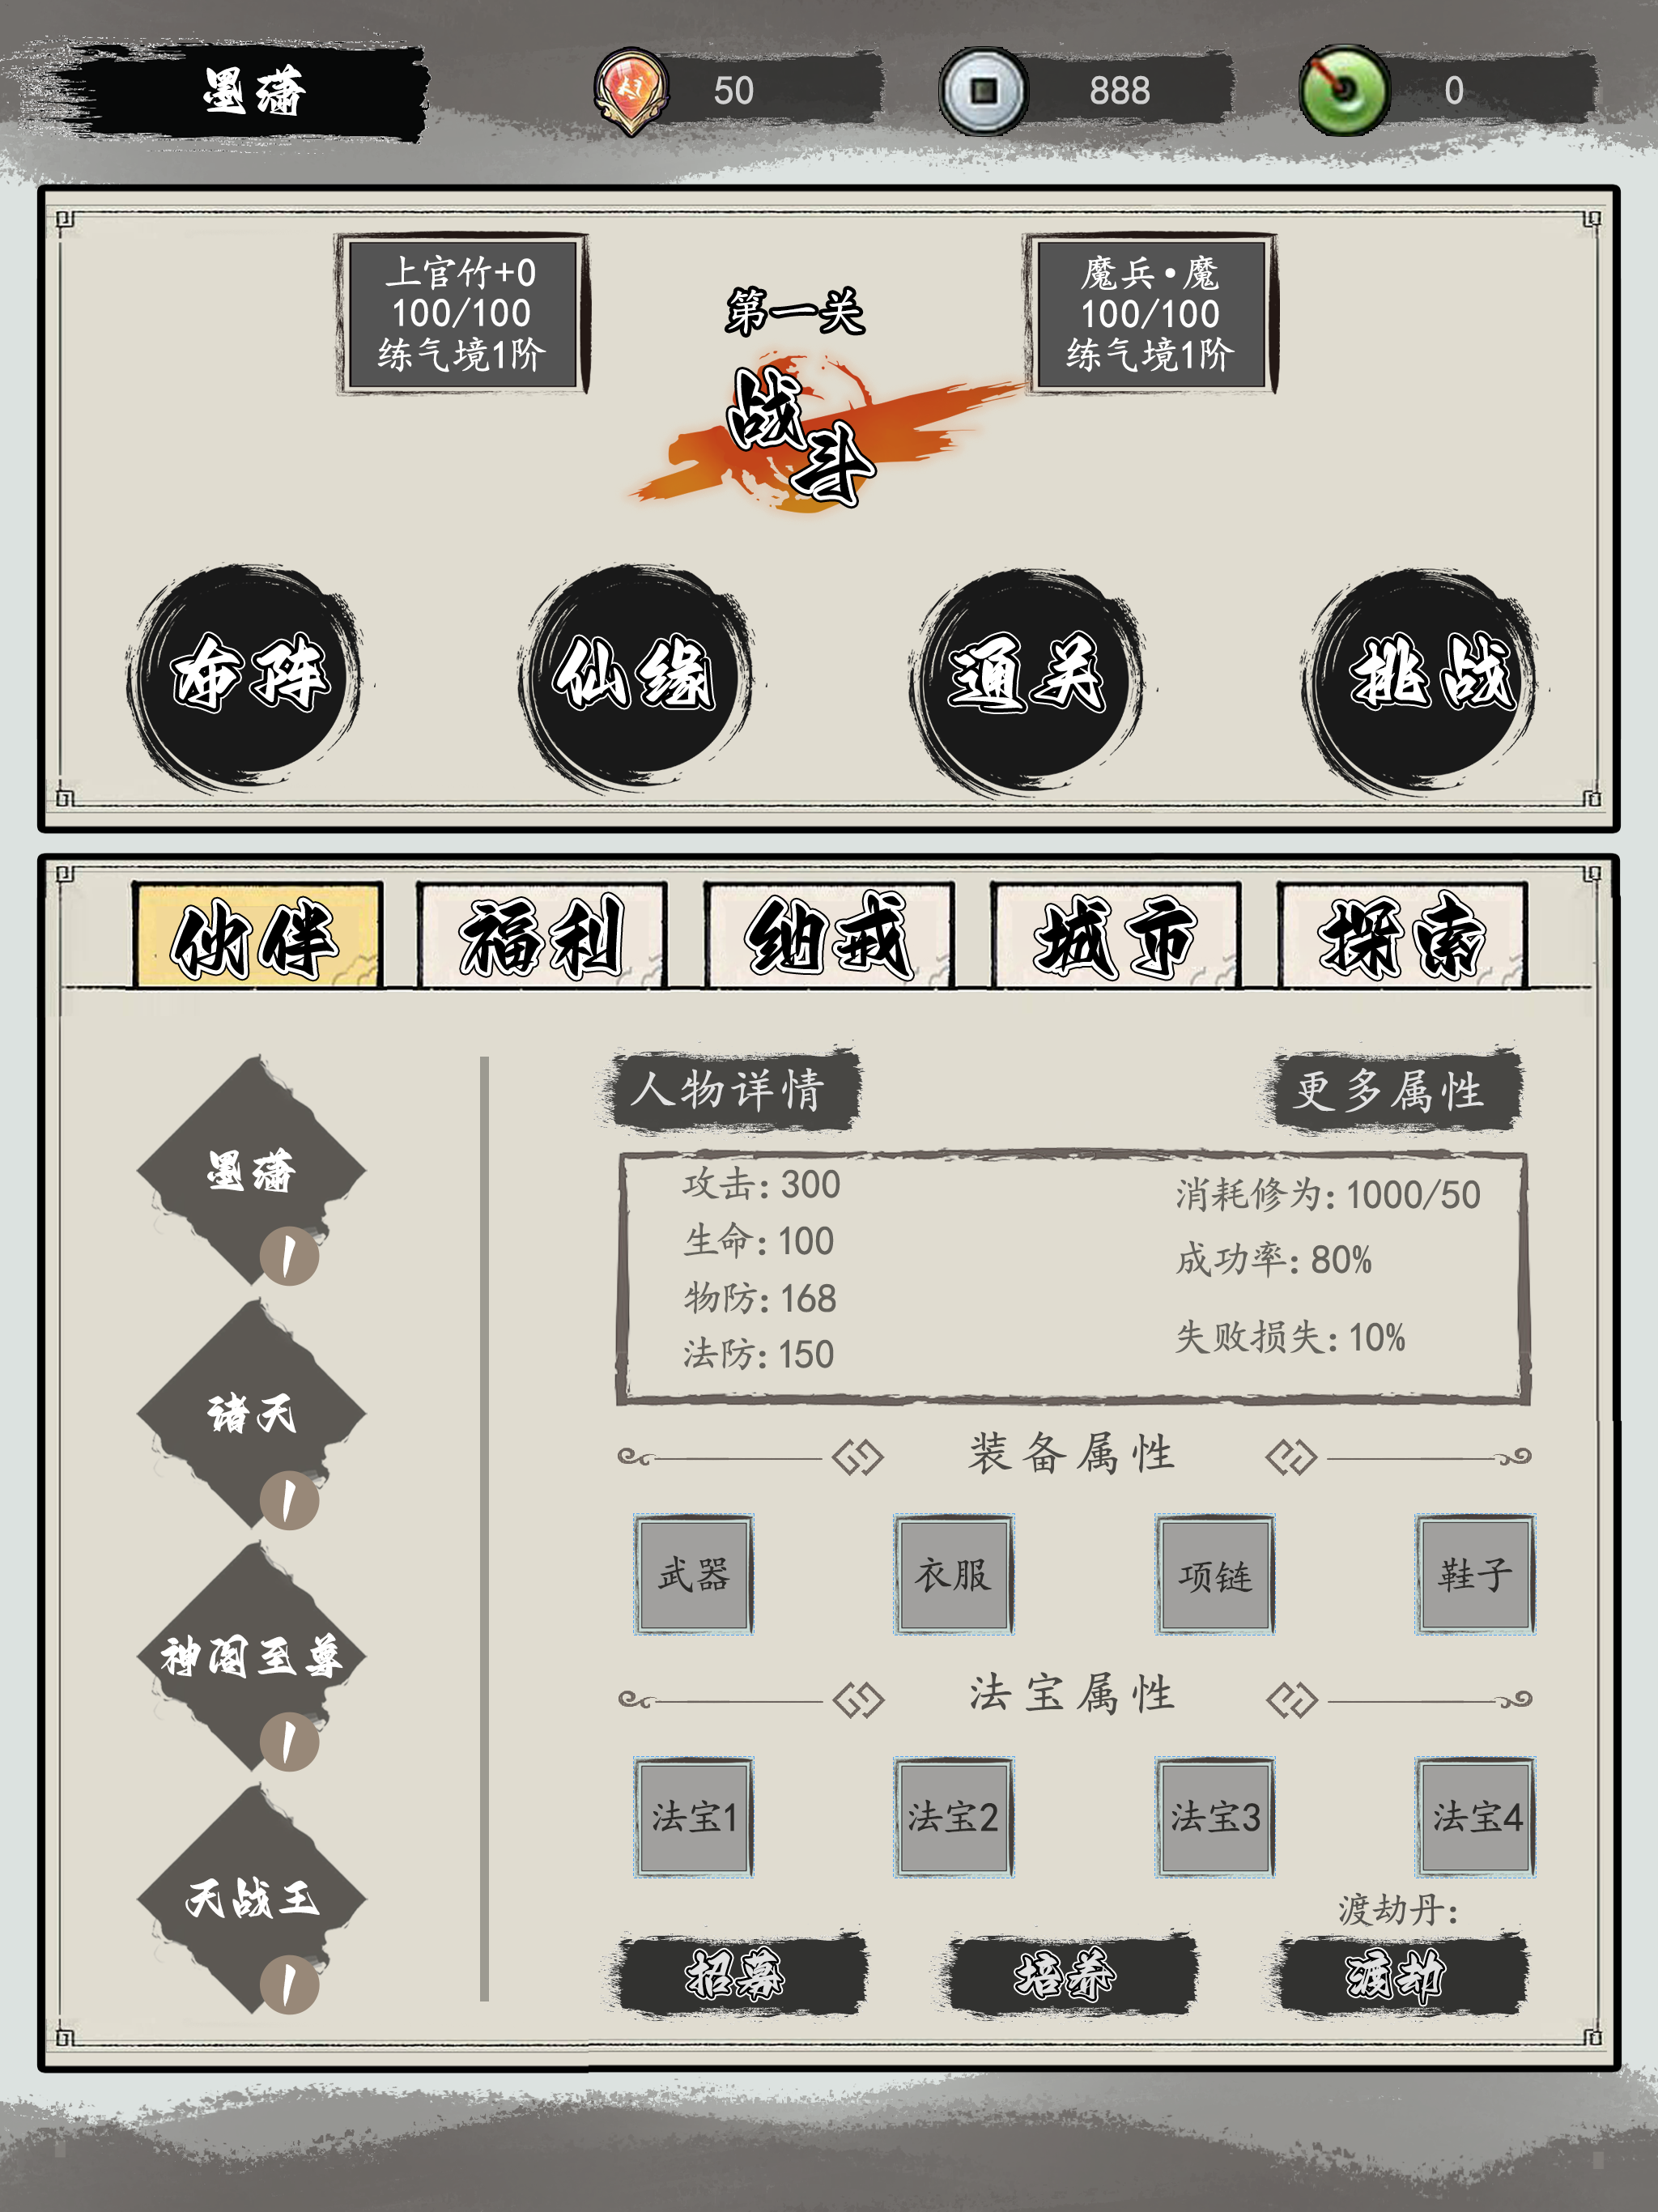 墨潇
50
888
0
上官竹+0
100/100
练气境1阶
第一关
战斗
魔兵•魔
100/100
练气境1阶
布阵
仙缘
通关
挑战
伙伴
福利
纳戒
城市
探索
墨潇
1
诸天
1
神阁至尊
1
天战王
1
人物详情
更多属性
攻击: 300
生命: 100
物防: 168
法防: 150
消耗修为: 1000/50
成功率: 80%
失败损失: 10%
装备属性
武器
衣服
项链
鞋子
法宝属性
法宝1
法宝2
法宝3
法宝4
渡劫丹:
招募
培养
渡劫